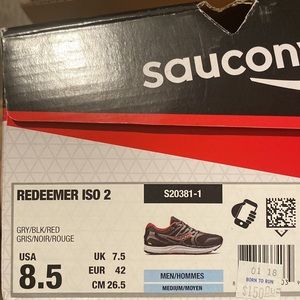 saucony
REDEEMER ISO 2
S20381-1
GRY/BLK/RED
GRIS/NOIR/ROUGE
USA
8.5
UK 7.5
EUR 42
CM 26.5
MEN/HOMMES
MEDIUM/MOYEN
01 18
BORN TO RUN